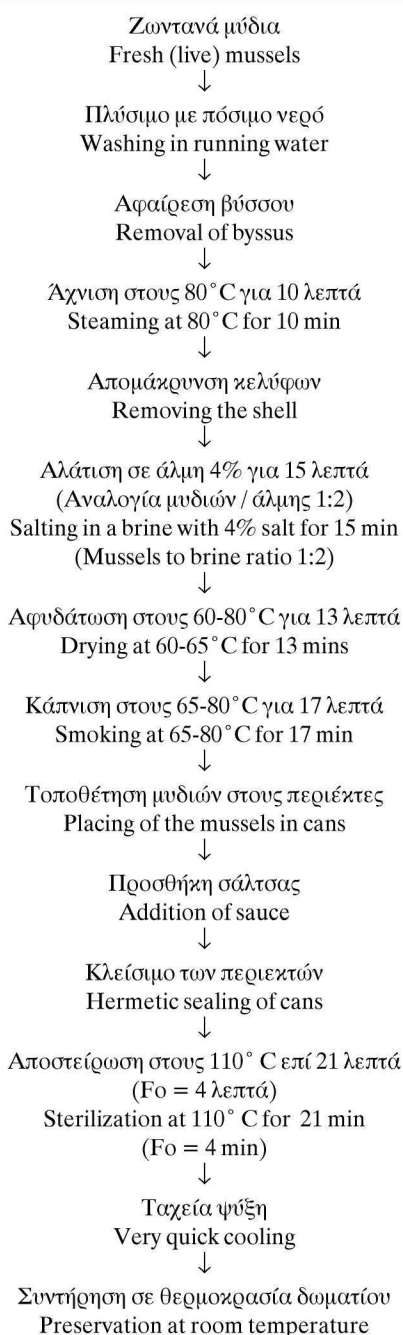 Ζωντανά μύδια
Fresh (live) mussels
↓
Πλύσιμο με πόσιμο νερό
Washing in running water
↓
Αφαίρεση βύσσου
Removal of byssus
↓
Άχνιση στους 80°C για 10 λεπτά
Steaming at 80°C for 10 min
↓
Απομάκρυνση κελύφων
Removing the shell
↓
Αλάτιση σε άλμη 4% για 15 λεπτά
(Αναλογία μυδιών / άλμης 1:2)
Salting in a brine with 4% salt for 15 min
(Mussels to brine ratio 1:2)
↓
Αφυδάτωση στους 60-80°C για 13 λεπτά
Drying at 60-65°C for 13 mins
↓
Κάπνιση στους 65-80°C για 17 λεπτά
Smoking at 65-80°C for 17 min
↓
Τοποθέτηση μυδιών στους περιέκτες
Placing of the mussels in cans
↓
Προσθήκη σάλτσας
Addition of sauce
↓
Κλείσιμο των περιεκτών
Hermetic sealing of cans
↓
Αποστείρωση στους 110° C επί 21 λεπτά
(Fo = 4 λεπτά)
Sterilization at 110° C for 21 min
(Fo = 4 min)
↓
Ταχεία ψύξη
Very quick cooling
↓
Συντήρηση σε θερμοκρασία δωματίου
Preservation at room temperature